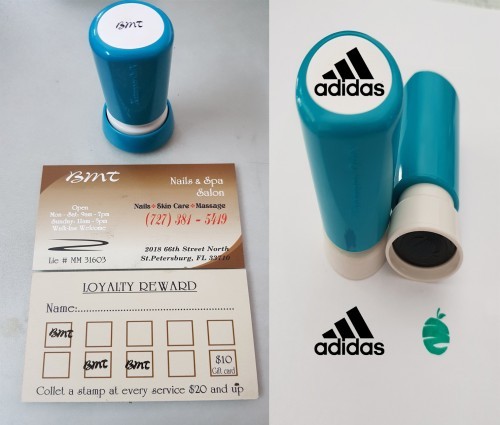 BMT
BMT
Nails & Spa
Salon
Open
Mon - Sat: 9am - 7pm
Sunday: 11am - 5pm
Walk-ins Welcome
Nails Skin Care Massage
(727) 381 - 5419
2018 66th Street North
St.Petersburg, FL 33710
Lic # MM 31603
LOYALTY REWARD
Name:
BMT
BMT BMT
$10
Gift card
Collet a stamp at every service $20 and up
adidas
adidas